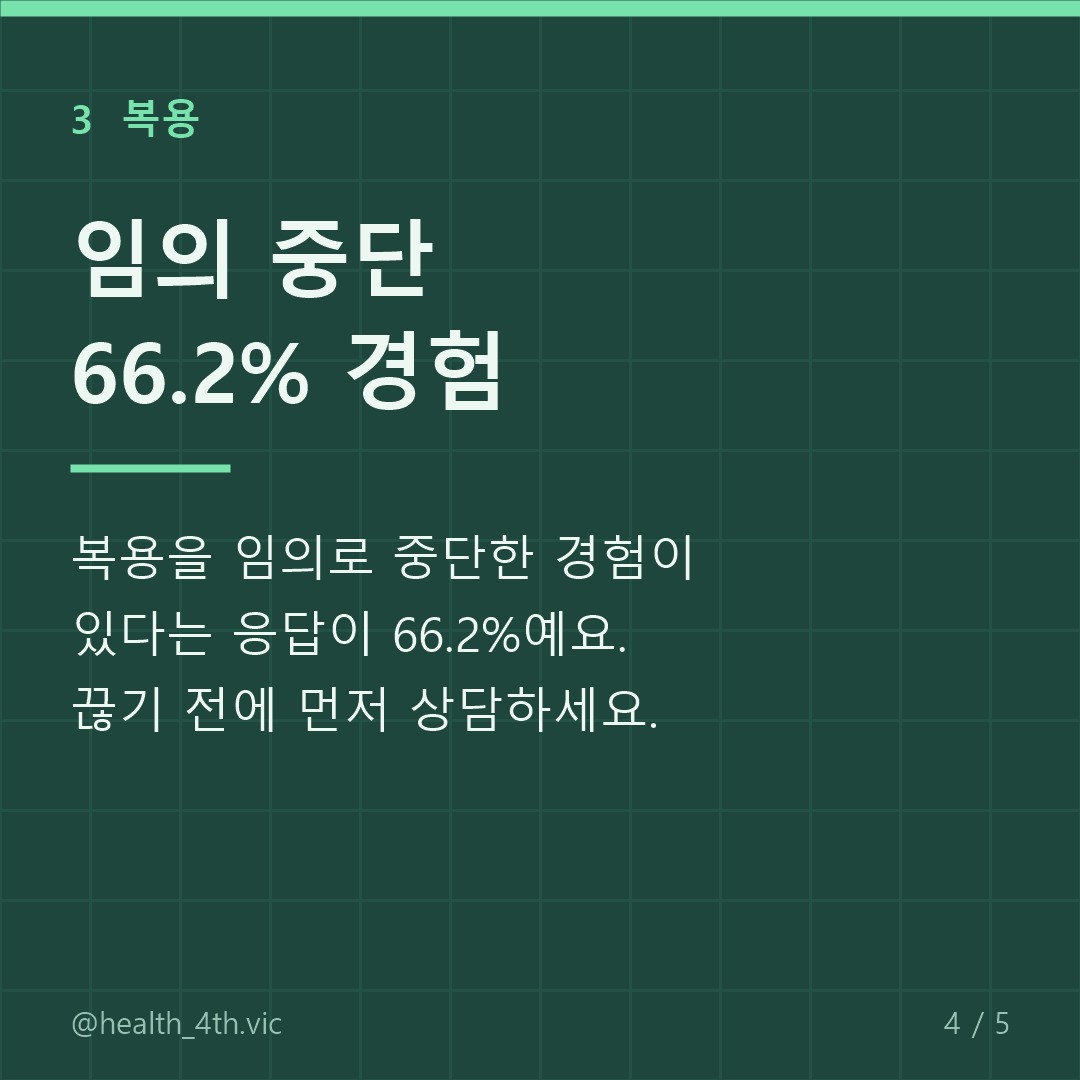 3 복용
임의 중단
66.2% 경험
복용을 임의로 중단한 경험이
있다는 응답이 66.2%예요.
끊기 전에 먼저 상담하세요.
@health_4th.vic
4 / 5